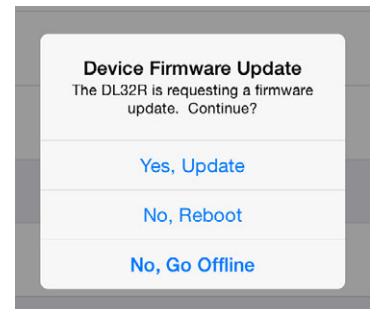 Device Firmware Update
The DL32R is requesting a firmware
update.  Continue?
Yes, Update
No, Reboot
No, Go Offline